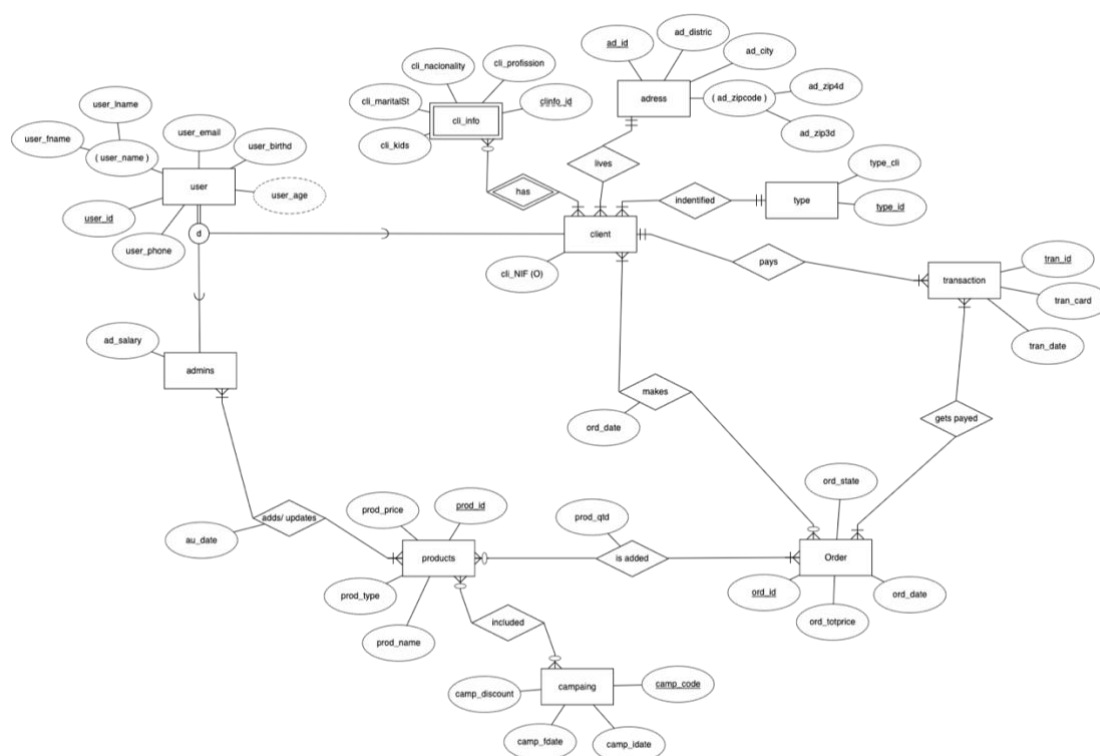 ad_distric
ad_id
ad_city
cli_nacionality
cli_profission
ad_zip4d
cli_maritalSt
clinfo_id
adress
( ad_zipcode )
user_lname
cli_info
user_email
ad_zip3d
user_fname
user_birthd
cli_kids
( user_name )
lives
type_cli
user
has
user_age
indentified
type
type_id
user_id
d
client
user_phone
pays
tran_id
cli_NIF (O)
transaction
tran_card
ad_salary
tran_date
admins
makes
gets payed
ord_date
ord_state
prod_price
prod_id
prod_qtd
adds/ updates
au_date
products
is added
Order
ord_id
ord_date
prod_type
ord_totprice
included
prod_name
camp_discount
campaing
camp_code
camp_fdate
camp_idate